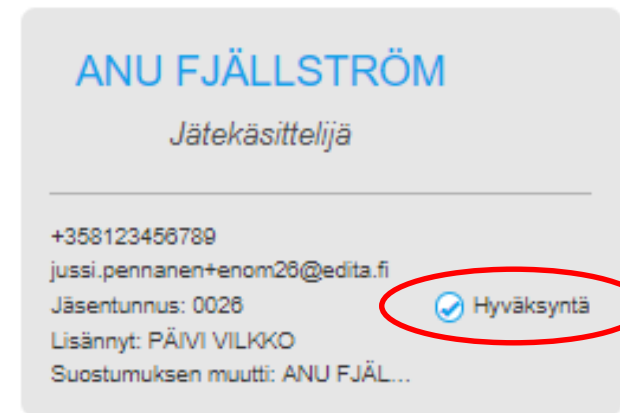 ANU FJÄLLSTRÖM
Jätekäsittelijä
+358123456789
jussi.pennanen+enom26@edita.fi
Jäsentunnus: 0026
Hyväksyntä
Lisännyt: PÄIVI VILKKO
Suostumuksen muutti: ANU FJÄL...